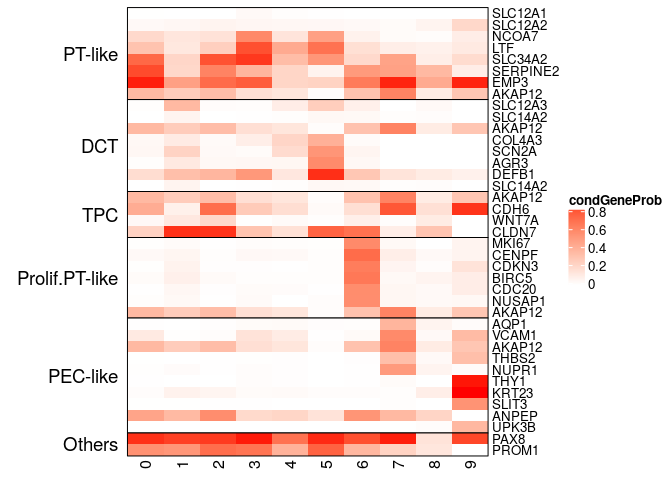 PT-like
SLC12A1
SLC12A2
NCOA7
LTF
SLC34A2
SERPINE2
EMP3
AKAP12
DCT
SLC12A3
SLC14A2
AKAP12
COL4A3
SCN2A
AGR3
DEFB1
SLC14A2
TPC
AKAP12
CDH6
WNT7A
CLDN7
Prolif.PT-like
MKI67
CENPF
CDKN3
BIRC5
CDC20
NUSAP1
AKAP12
PEC-like
AQP1
VCAM1
AKAP12
THBS2
NUPR1
THY1
KRT23
SLIT3
ANPEP
UPK3B
Others
PAX8
PROM1
0 1 2 3 4 5 6 7 8 9
condGeneProb
0.8
0.6
0.4
0.2
0